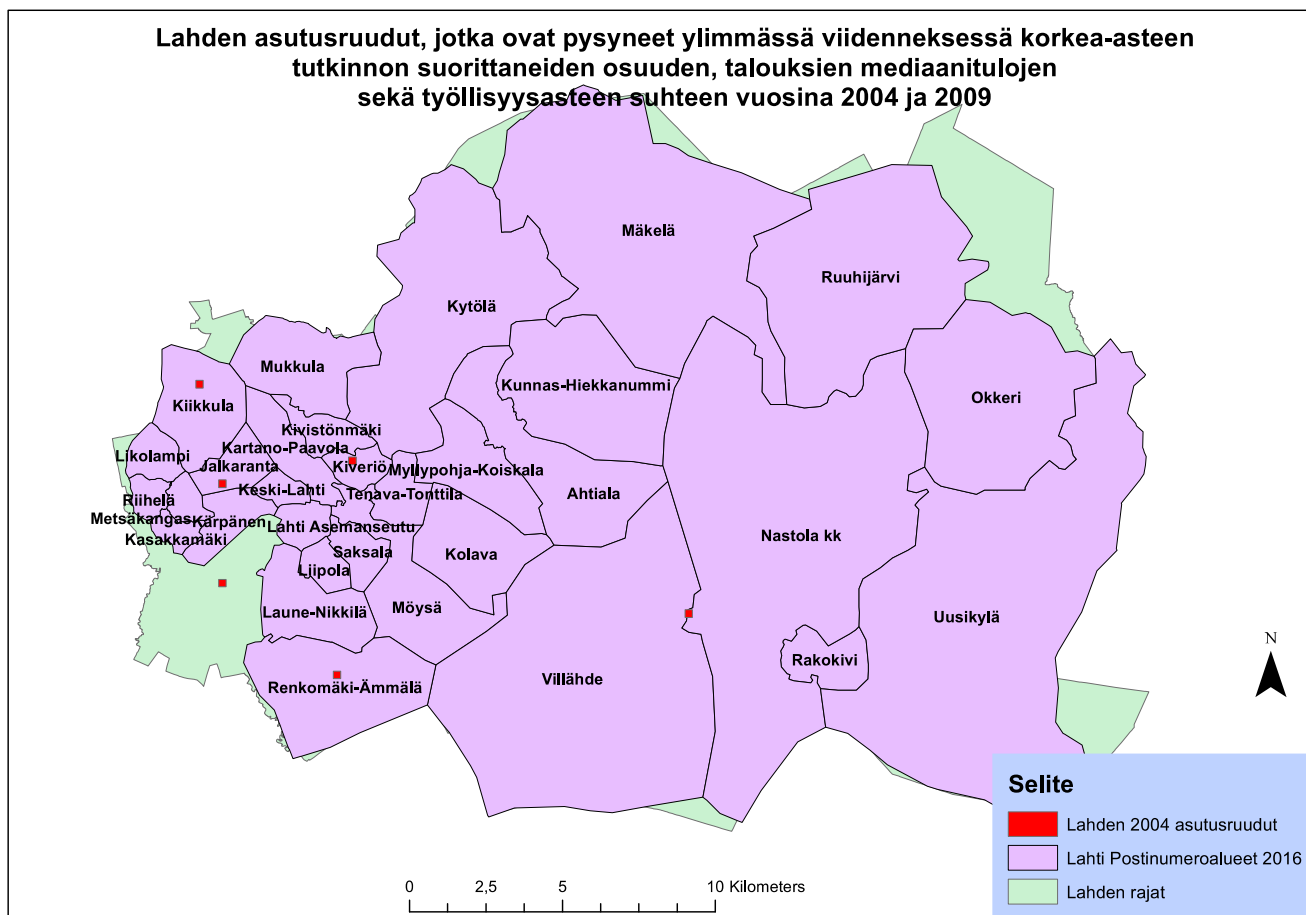 Lahden asutusruudut, jotka ovat pysyneet ylimmässä viidenneksessä korkea-asteen
tutkinnon suorittaneiden osuuden, talouksien mediaanitulojen
sekä työllisyysasteen suhteen vuosina 2004 ja 2009
Mäkelä
Ruuhijärvi
Kytölä
Mukkula
Kunnas-Hiekkanummi
Okkeri
Kiikkula
Kivistönmäki
Kartano-Paavola
Likolampi
Jalkaranta
Kiveriö
Myllypohja-Koiskala
Keski-Lahti
Tenava-Tonttila
Ahtiala
Riihelä
Metsäkangas
Kärpänen
Lahti Asemanseutu
Nastola kk
Kasakkamäki
Saksala
Kolava
Liipola
Laune-Nikkilä
Möysä
Uusikylä
Rakokivi
Villähde
Renkomäki-Ämmälä
N
Selite
Lahden 2004 asutusruudut
Lahti Postinumeroalueet 2016
Lahden rajat
0 2,5 5 10 Kilometers